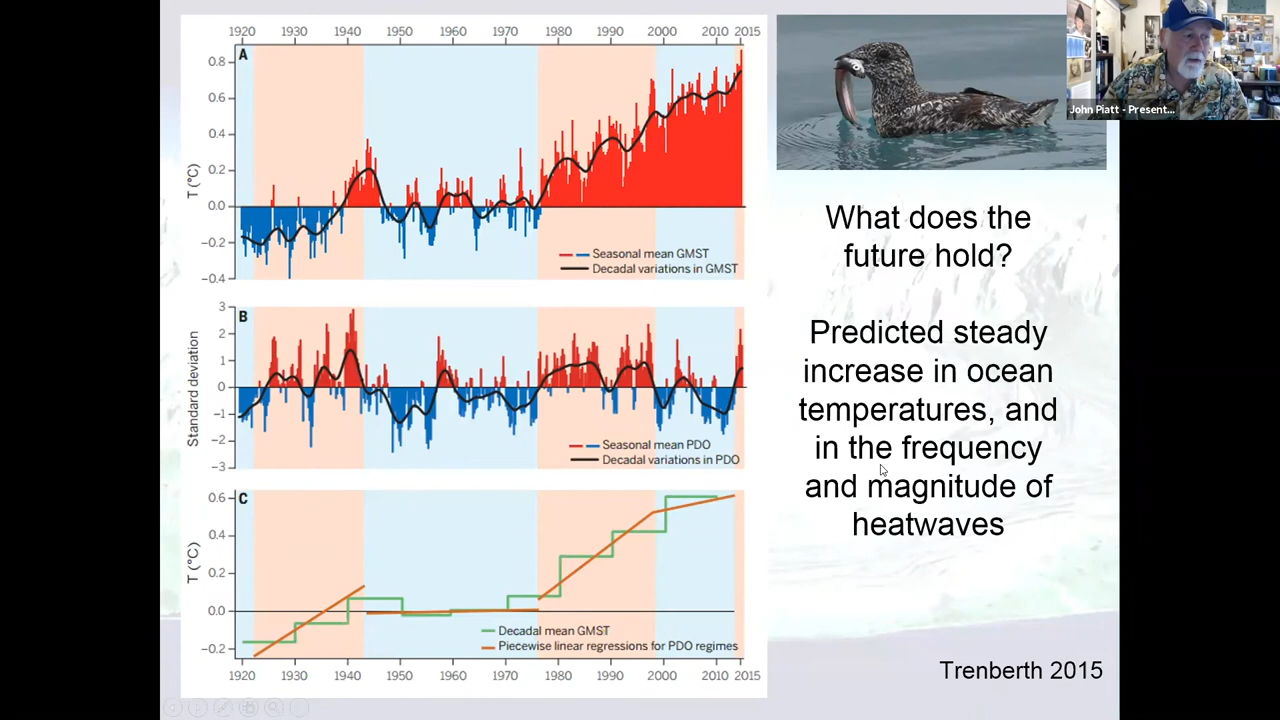 1920 1930 1940 1950 1960 1970 1980 1990 2000 2010 2015
A
0.8
0.6
0.4
0.2
0.0
−0.2
−0.4
T (°C)
Seasonal mean GMST
Decadal variations in GMST
B
3
2
1
0
−1
−2
−3
Standard deviation
Seasonal mean PDO
Decadal variations in PDO
C
0.6
0.4
0.2
0.0
−0.2
T (°C)
Decadal mean GMST
Piecewise linear regressions for PDO regimes
1920 1930 1940 1950 1960 1970 1980 1990 2000 2010 2015
John Piatt - Present...
What does the
future hold?
Predicted steady
increase in ocean
temperatures, and
in the frequency
and magnitude of
heatwaves
Trenberth 2015